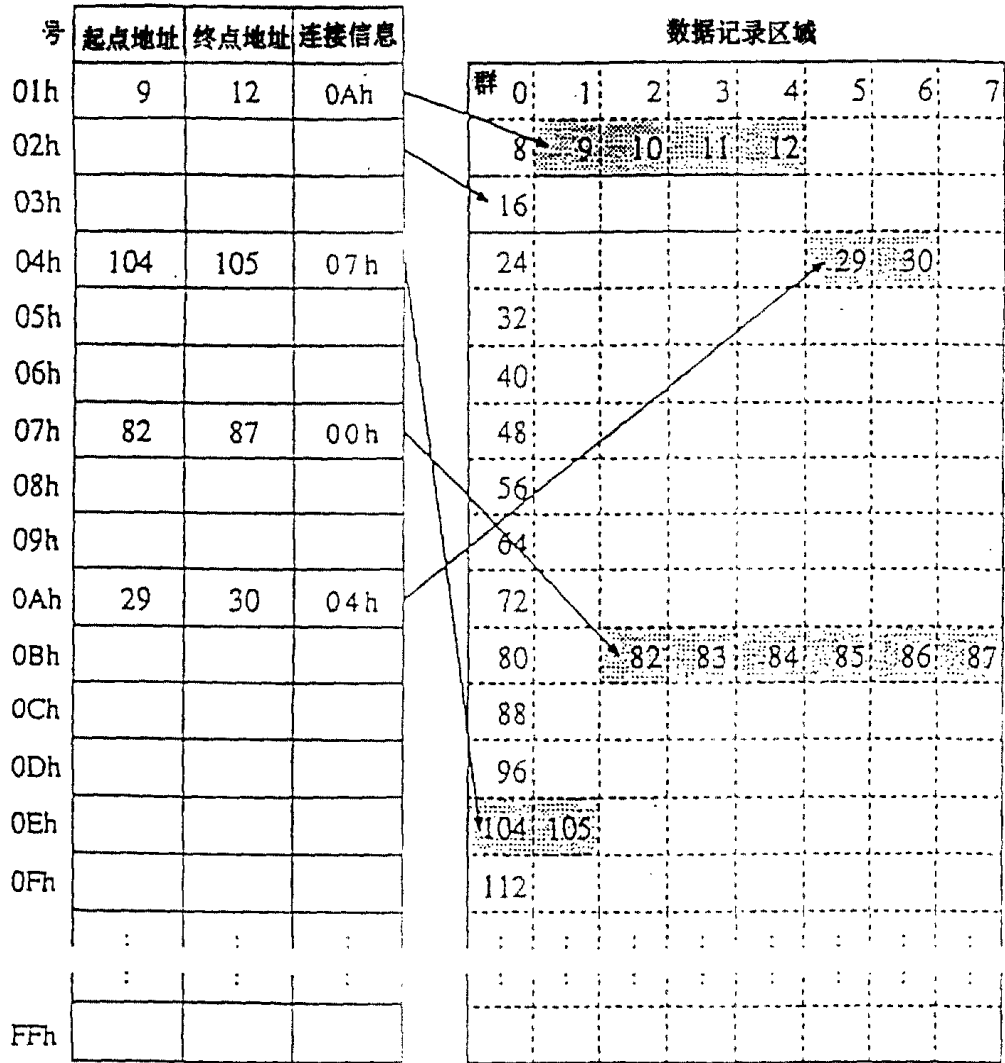 号 起点地址 终点地址 连接信息
数据记录区域
01h 9 12 0Ah
02h
03h
04h 104 105 07h
05h
06h
07h 82 87 00h
08h
09h
0Ah 29 30 04h
0Bh
0Ch
0Dh
0Eh
0Fh
: : :
: : :
FFh
群 0 1 2 3 4 5 6 7
8 9 10 11 12
16
24 29 30
32
40
48
56
64
72
80 82 83 84 85 86 87
88
96
104 105
112
: : : : : : : :
: : : : : : : :